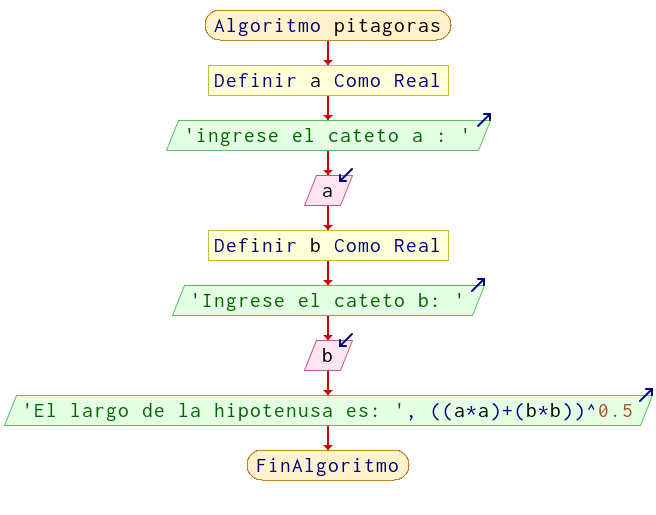 Algoritmo pitagoras
Definir a Como Real
'ingrese el cateto a : '
a
Definir b Como Real
'Ingrese el cateto b: '
b
'El largo de la hipotenusa es: ', ((a*a)+(b*b))^0.5
FinAlgoritmo